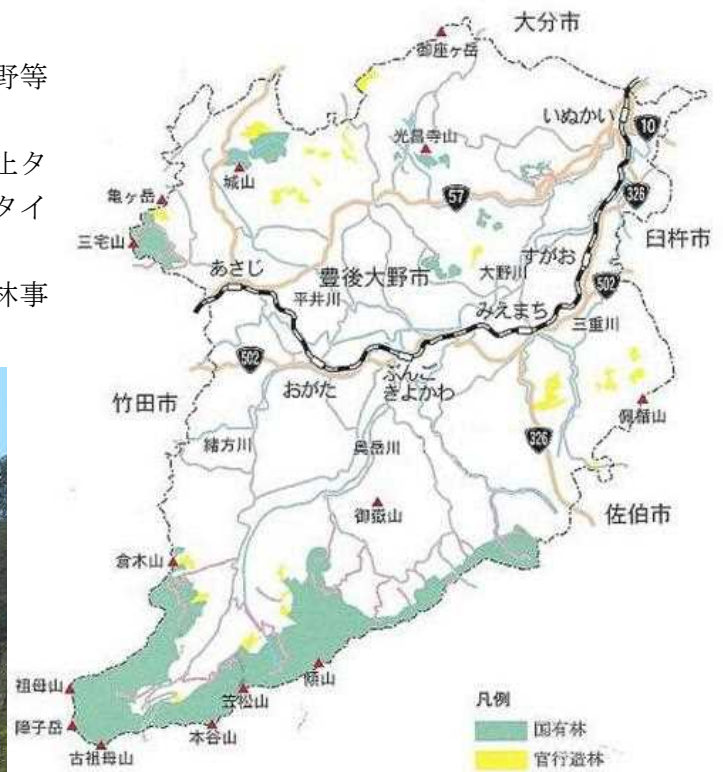 野等
止タ
タイ
林事
大分市
御座ヶ岳
いぬかい
10
光昌寺山
城山
亀ヶ岳
57
326
三宅山
臼杵市
すがお
あさじ
豊後大野市
大野川
502
平井川
みえまち
三重川
502
ぶんご
きよかわ
おがた
竹田市
佩楯山
326
緒方川
奥岳川
御嶽山
佐伯市
倉木山
傾山
祖母山
笠松山
障子岳
本谷山
古祖母山
凡例
国有林
官行造林